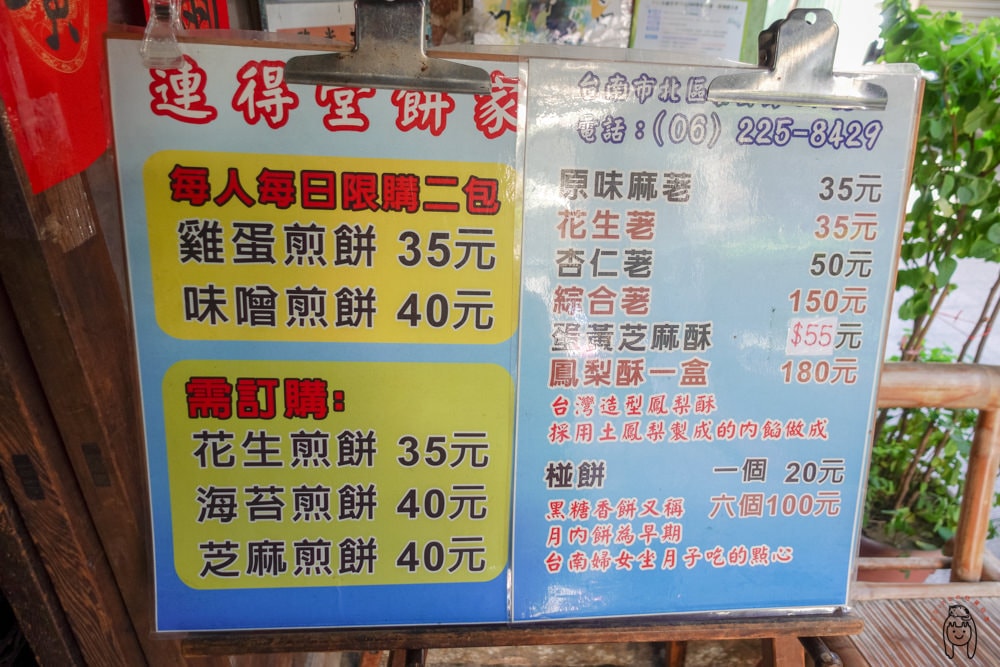 連得堂餅家
每人每日限購二包
雞蛋煎餅 35元
味噌煎餅 40元
需訂購:
花生煎餅 35元
海苔煎餅 40元
芝麻煎餅 40元
台南市北區
電話:(06) 225-8429
原味麻荖 35元
花生荖 35元
杏仁荖 50元
綜合荖 150元
蛋黃芝麻酥 $55元
鳳梨酥一盒 180元
台灣造型鳳梨酥
採用土鳳梨製成的內餡做成
椪餅 一個 20元
黑糖香餅又稱 六個100元
月內餅為早期
台南婦女坐月子吃的點心